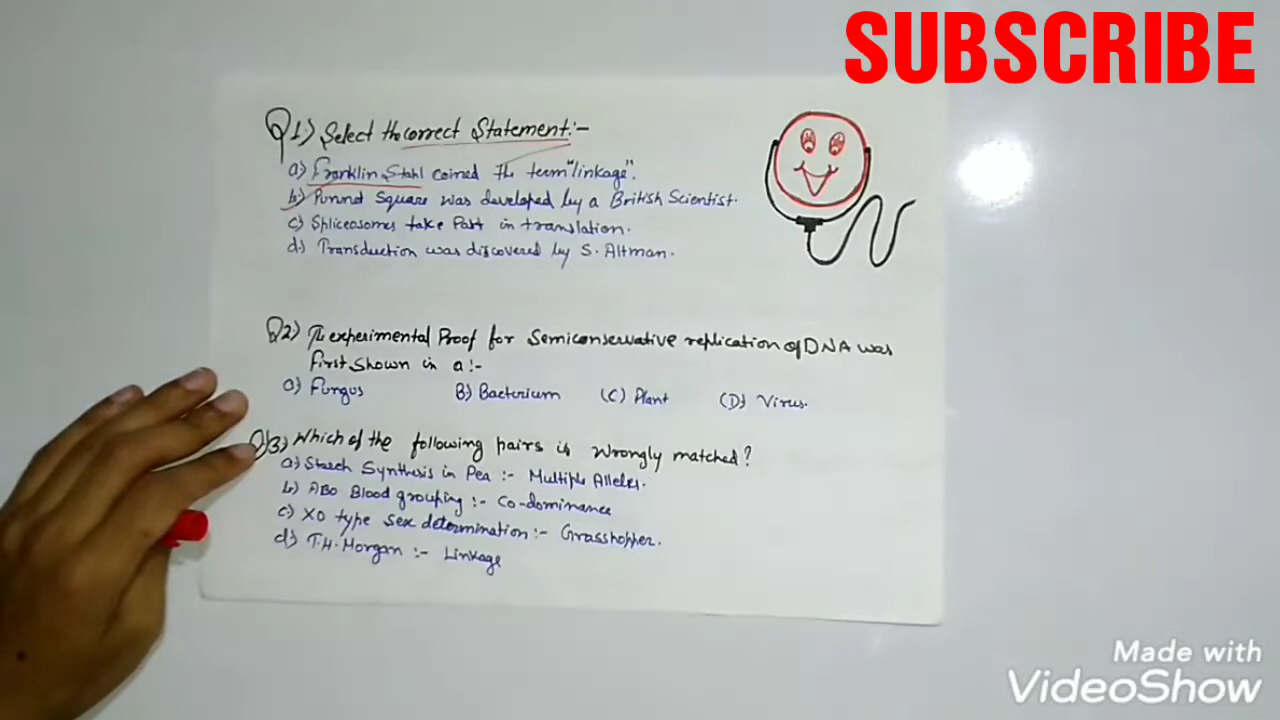 SUBSCRIBE
Q1.) Select the correct Statement:-
a) Franklin Stahl coined the term "linkage".
b) Punnet Square was developed by a British Scientist.
c) Spliceosomes take Part in translation.
d) Transduction was discovered by S. Altman.
Q2) The experimental Proof for Semiconservative replication of DNA was
first shown in a:-
a) Fungus B) Bacterium (C) Plant (D) Virus.
Q3) Which of the following pairs is wrongly matched?
a) Starch Synthesis in Pea :- Multiple Alleles.
b) ABO Blood grouping :- Co-dominance
c) XO type Sex determination :- Grasshopper.
d) T.H. Morgan :- Linkage
Made with
VideoShow